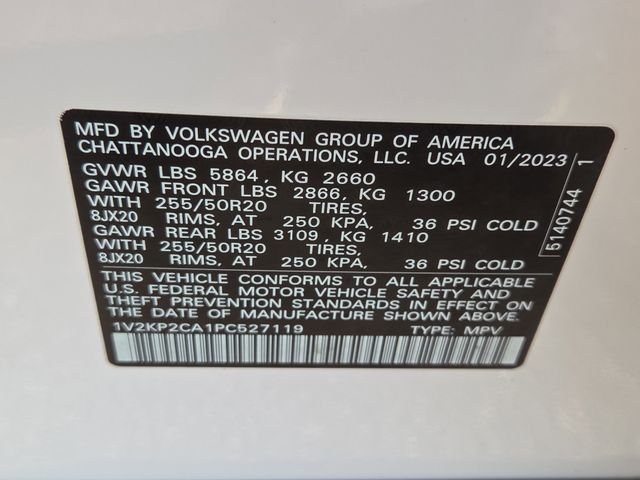 MFD BY VOLKSWAGEN GROUP OF AMERICA
CHATTANOOGA OPERATIONS, LLC. USA 01/2023
GVWR LBS 5864, KG 2660
GAWR FRONT LBS 2866, KG 1300
WITH 255/50R20 TIRES,
8JX20 RIMS, AT 250 KPA, 36 PSI COLD
GAWR REAR LBS 3109, KG 1410
WITH 255/50R20 TIRES,
8JX20 RIMS, AT 250 KPA, 36 PSI COLD
THIS VEHICLE CONFORMS TO ALL APPLICABLE
U.S. FEDERAL MOTOR VEHICLE SAFETY AND
THEFT PREVENTION STANDARDS IN EFFECT ON
THE DATE OF MANUFACTURE SHOWN ABOVE.
1V2KP2CA1PC527119 TYPE: MPV
5140744 1